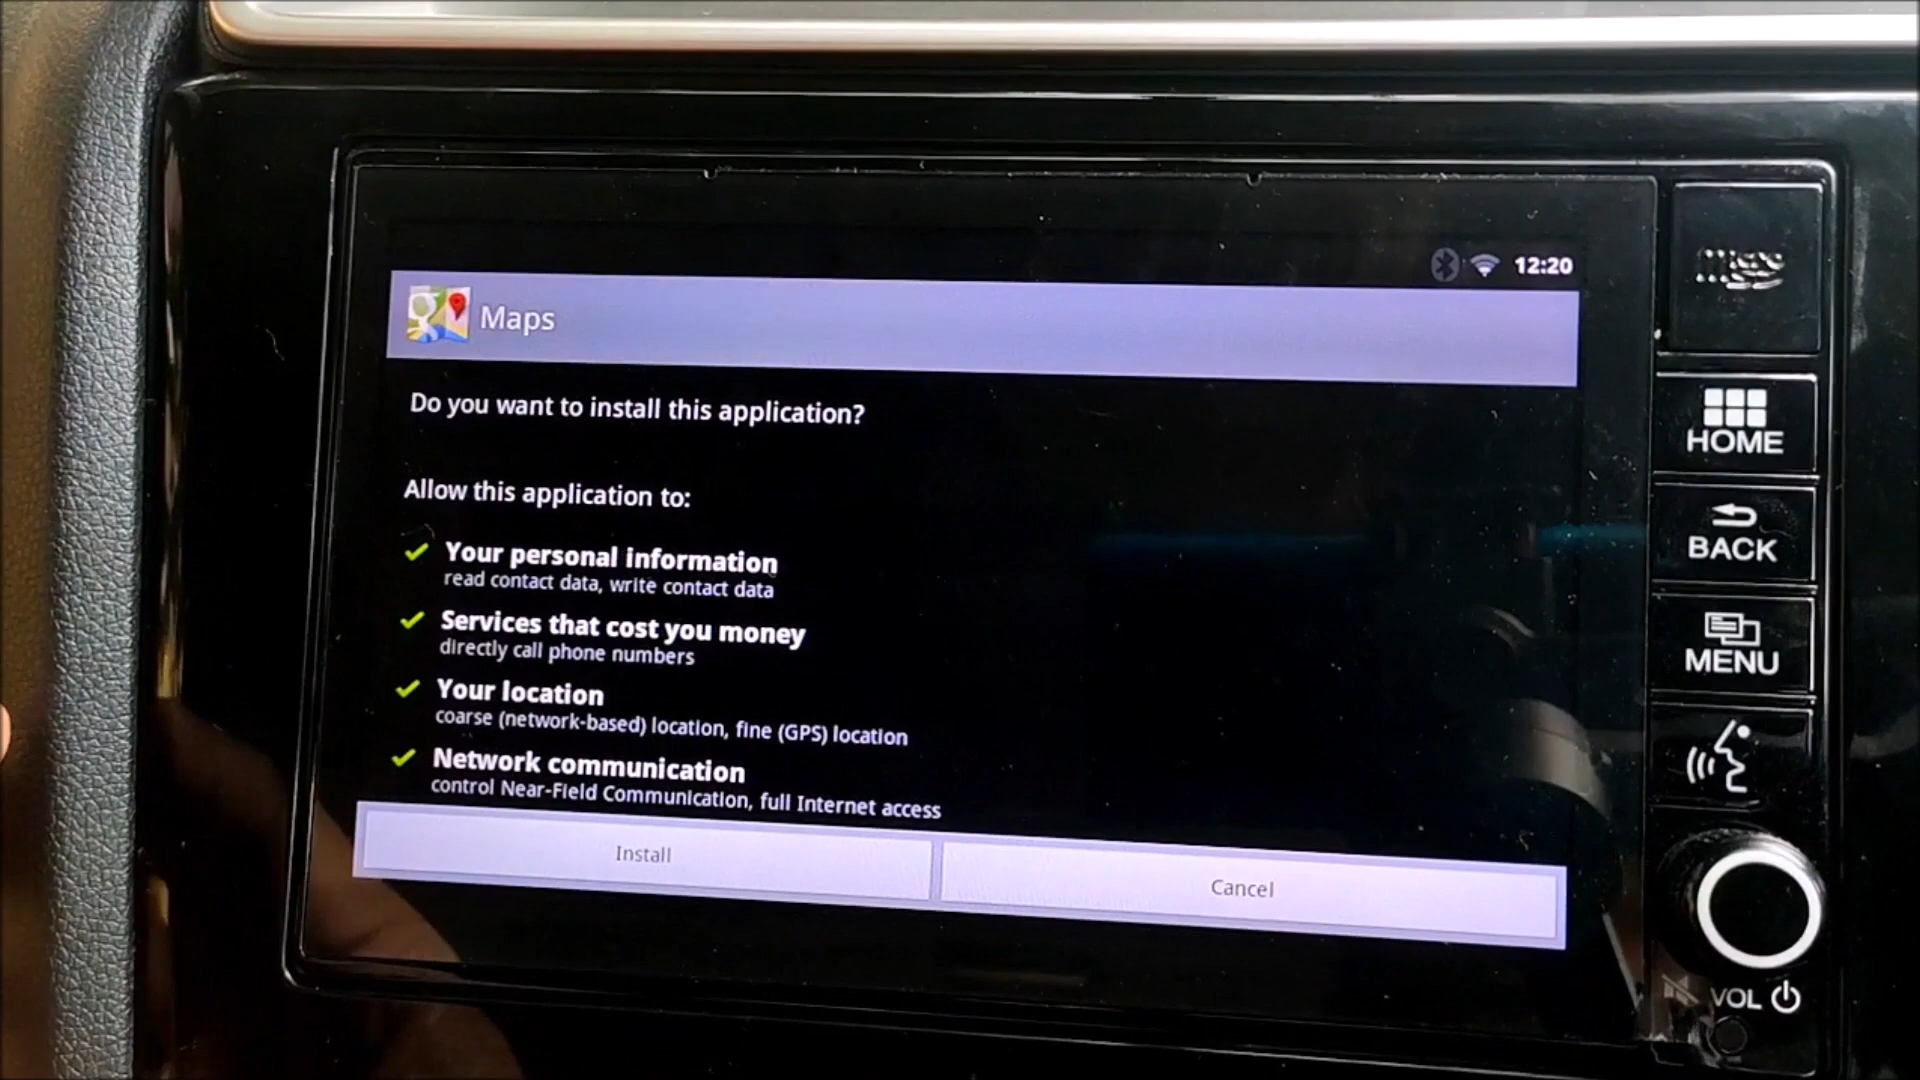 12:20
Maps
Do you want to install this application?
Allow this application to:
Your personal information
read contact data, write contact data
Services that cost you money
directly call phone numbers
Your location
coarse (network-based) location, fine (GPS) location
Network communication
control Near-Field Communication, full Internet access
Install
Cancel
HOME
BACK
MENU
VOL